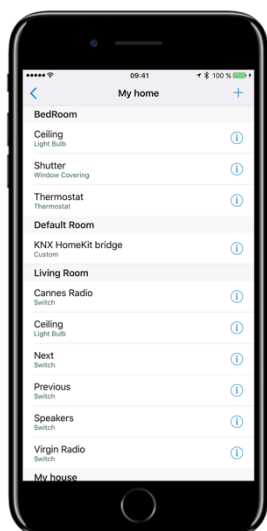 09:41
100 %
My home
BedRoom
Ceiling
Light Bulb
Shutter
Window Covering
Thermostat
Thermostat
Default Room
KNX HomeKit bridge
Custom
Living Room
Cannes Radio
Switch
Ceiling
Light Bulb
Next
Switch
Previous
Switch
Speakers
Switch
Virgin Radio
Switch
My house